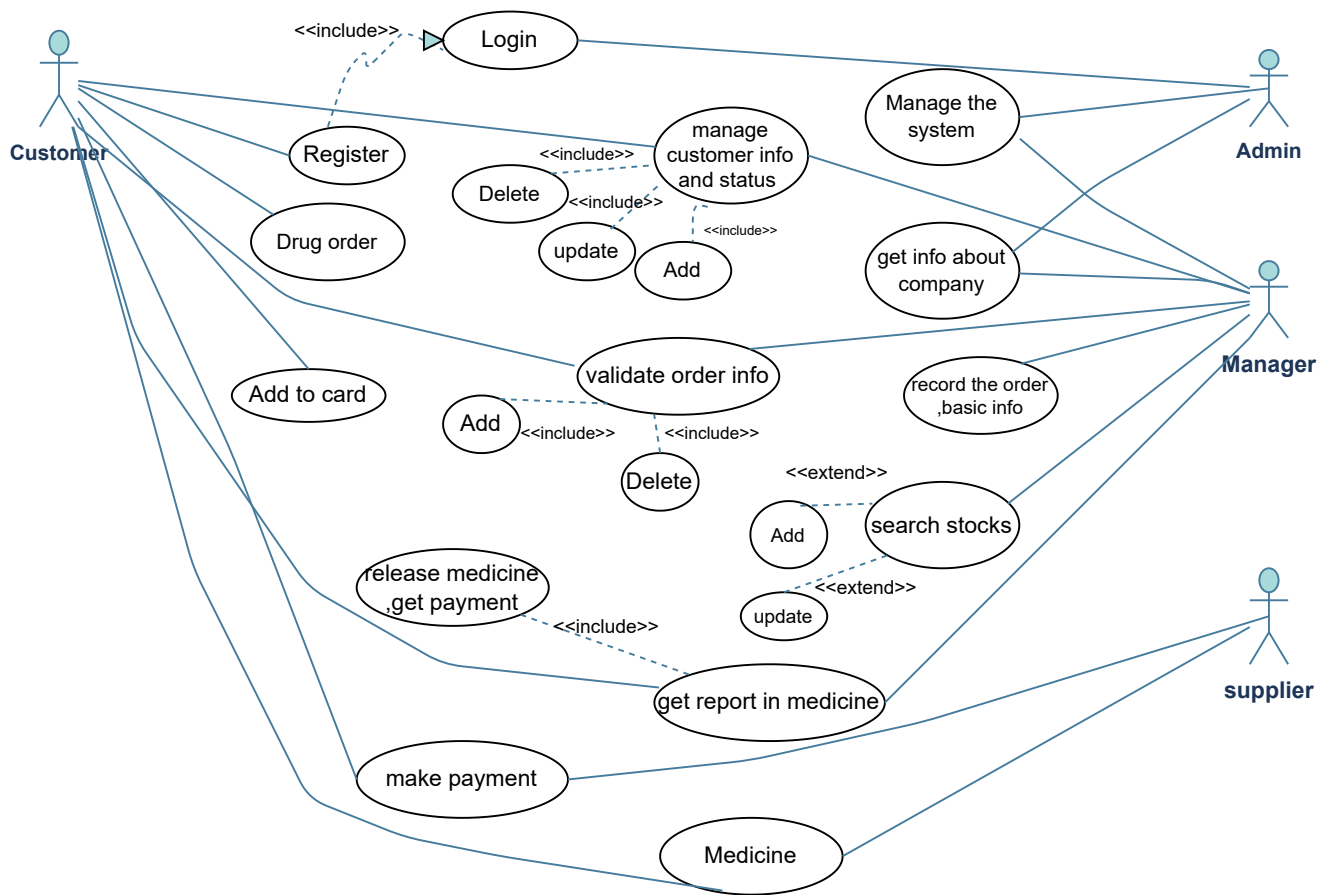 <<include>>
Login
Customer
Register
manage
customer info
and status
Manage the
system
Admin
<<include>>
Delete
<<include>>
update
<<include>>
Add
Drug order
get info about
company
Manager
validate order info
Add to card
record the order
,basic info
Add
<<include>>
<<include>>
Delete
<<extend>>
Add
search stocks
<<extend>>
update
release medicine
,get payment
<<include>>
get report in medicine
supplier
make payment
Medicine